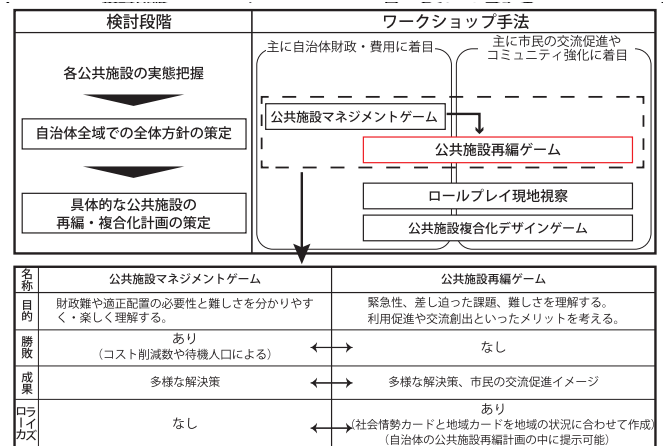 検討段階
ワークショップ手法
各公共施設の実態把握
自治体全域での全体方針の策定
具体的な公共施設の
再編・複合化計画の策定
主に自治体財政・費用に着目
主に市民の交流促進や
コミュニティ強化に着目
公共施設マネジメントゲーム
公共施設再編ゲーム
ロールプレイ現地視察
公共施設複合化デザインゲーム
名称
公共施設マネジメントゲーム
公共施設再編ゲーム
目的
財政難や適正配置の必要性と難しさを分かりやす
く・楽しく理解する。
緊急性、差し迫った課題、難しさを理解する。
利用促進や交流創出といったメリットを考える。
勝敗
あり
（コスト削減数や待機人口による）
なし
成果
多様な解決策
多様な解決策、市民の交流促進イメージ
ローカライズ
なし
あり
（社会情勢カードと地域カードを地域の状況に合わせて作成）
（自治体の公共施設再編計画の中に提示可能）